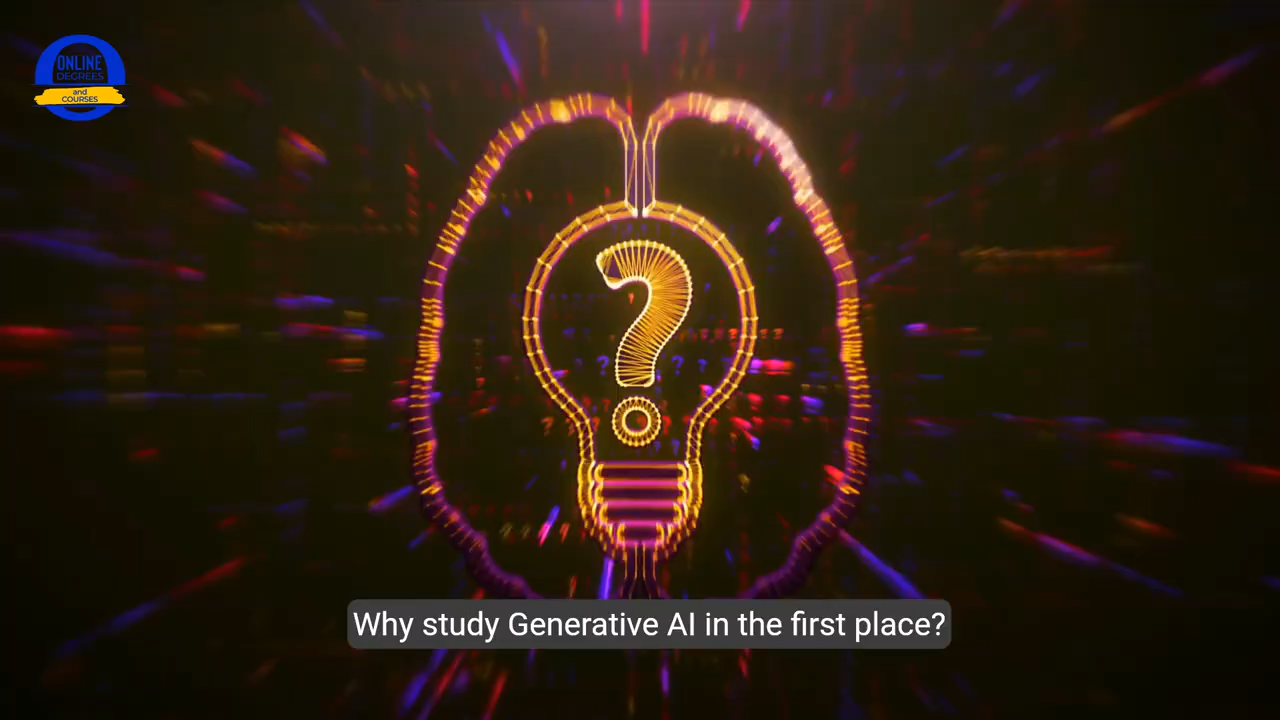 ONLINE
DEGREES
and
COURSES
?
Why study Generative AI in the first place?